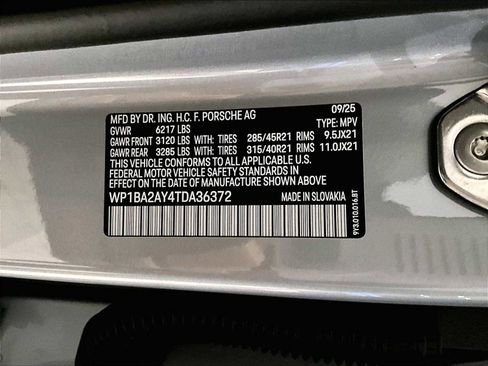 09/25
MFD BY DR. ING. H.C. F. PORSCHE AG
GVWR 6217 LBS TYPE: MPV
GAWR FRONT 3120 LBS WITH: TIRES 285/45R21 RIMS 9.5JX21
GAWR REAR 3285 LBS WITH: TIRES 315/40R21 RIMS 11.0JX21
THIS VEHICLE CONFORMS TO ALL APPLICABLE U.S.
FEDERAL MOTOR VEHICLE SAFETY STANDARDS IN EFFECT
ON THE DATE OF MANUFACTURE SHOWN ABOVE
WP1BA2AY4TDA36372 MADE IN SLOVAKIA
9Y3.010.016.BT